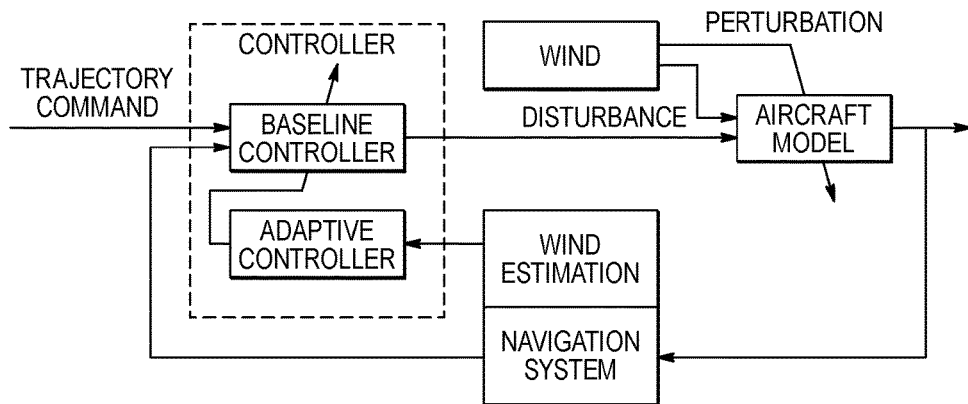 CONTROLLER
WIND
PERTURBATION
TRAJECTORY
COMMAND
BASELINE
CONTROLLER
DISTURBANCE
AIRCRAFT
MODEL
ADAPTIVE
CONTROLLER
WIND
ESTIMATION
NAVIGATION
SYSTEM